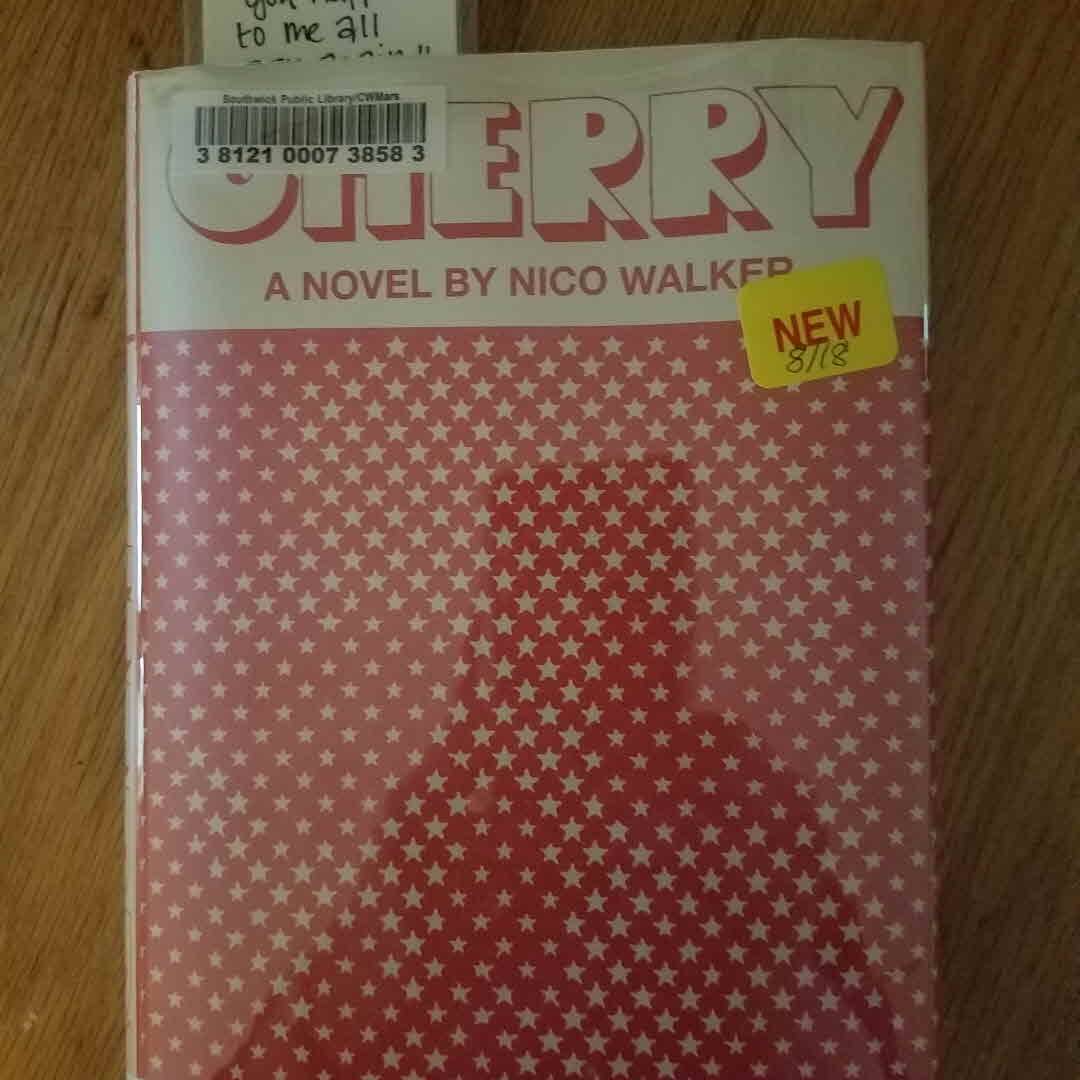 to me all
Southwick Public Library/CWMars
3 8121 0007 3858 3
CHERRY
A NOVEL BY NICO WALKER
NEW
8/18